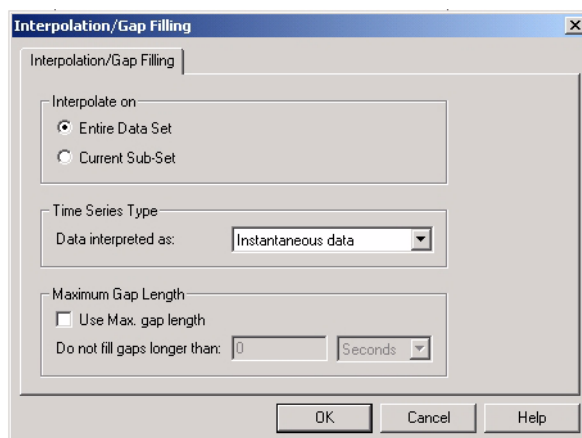 Interpolation/Gap Filling
Interpolation/Gap Filling
Interpolate on
Entire Data Set
Current Sub-Set
Time Series Type
Data interpreted as: Instantaneous data
Maximum Gap Length
Use Max. gap length
Do not fill gaps longer than: 0 Seconds
OK Cancel Help